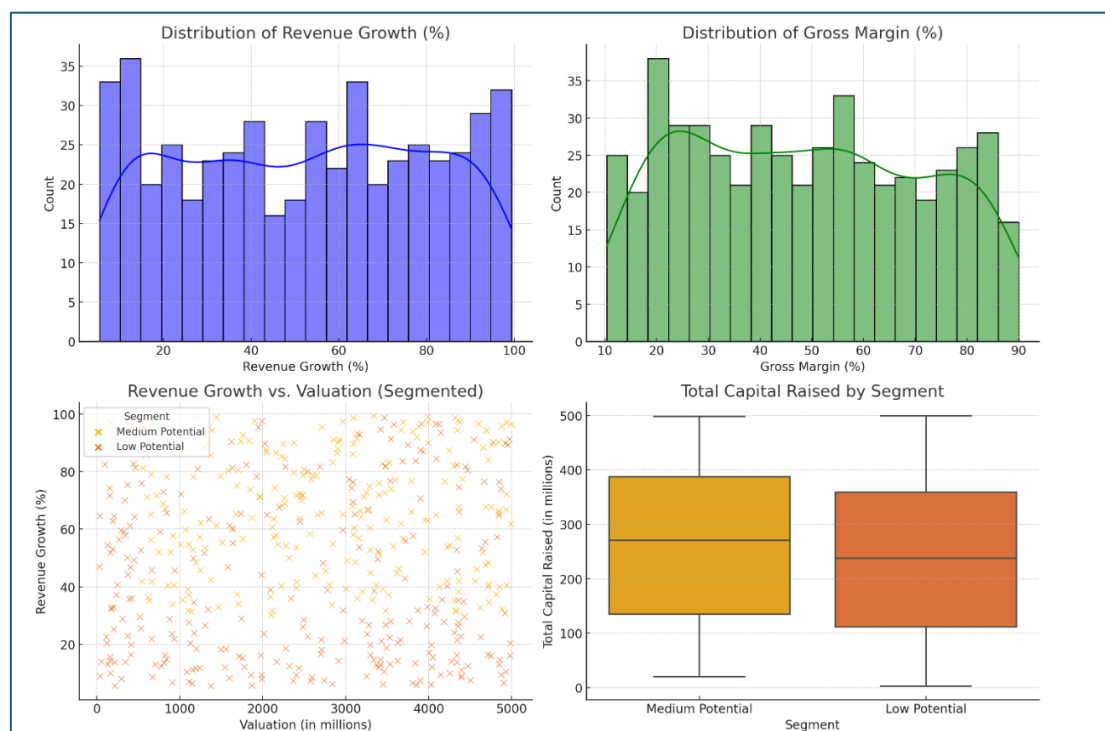 Distribution of Revenue Growth (%)
35
30
25
20
15
10
5
0
Count
20
40
60
80
100
Revenue Growth (%)
Distribution of Gross Margin (%)
35
30
25
20
15
10
5
0
Count
10
20
30
40
50
60
70
80
90
Gross Margin (%)
Revenue Growth vs. Valuation (Segmented)
Segment
Medium Potential
Low Potential
100
80
60
40
20
Revenue Growth (%)
0
1000
2000
3000
4000
5000
Valuation (in millions)
Total Capital Raised by Segment
500
400
300
200
100
0
Total Capital Raised (in millions)
Medium Potential
Low Potential
Segment